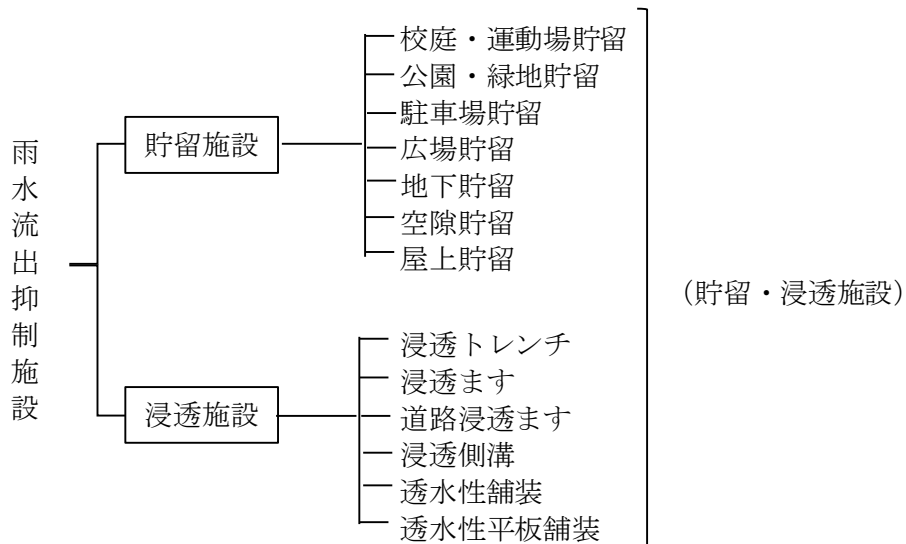 雨水流出抑制施設
貯留施設
校庭・運動場貯留
公園・緑地貯留
駐車場貯留
広場貯留
地下貯留
空隙貯留
屋上貯留
浸透施設
浸透トレンチ
浸透ます
道路浸透ます
浸透側溝
透水性舗装
透水性平板舗装
（貯留・浸透施設）